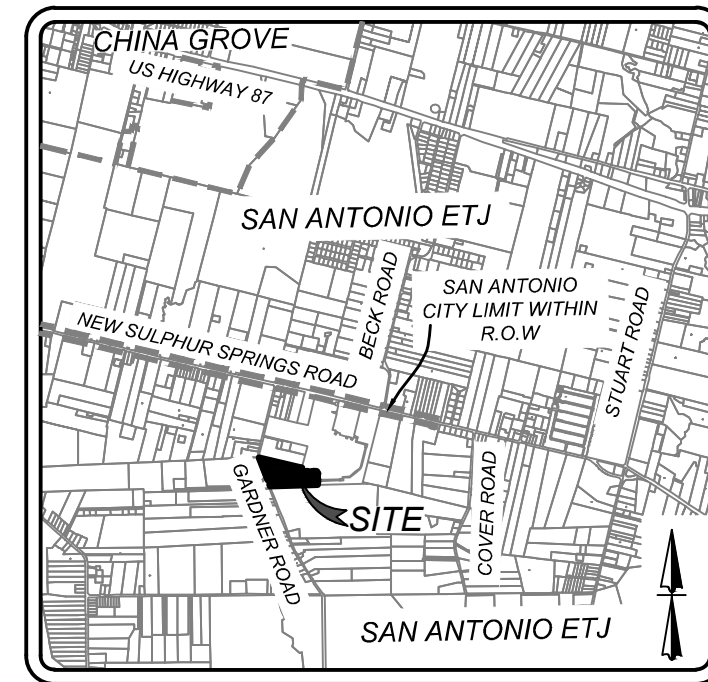 CHINA GROVE
US HIGHWAY 87
SAN ANTONIO ETJ
BECK ROAD
SAN ANTONIO
CITY LIMIT WITHIN
R.O.W
STUART ROAD
NEW SULPHUR SPRINGS ROAD
GARDNER ROAD
SITE
COVER ROAD
SAN ANTONIO ETJ